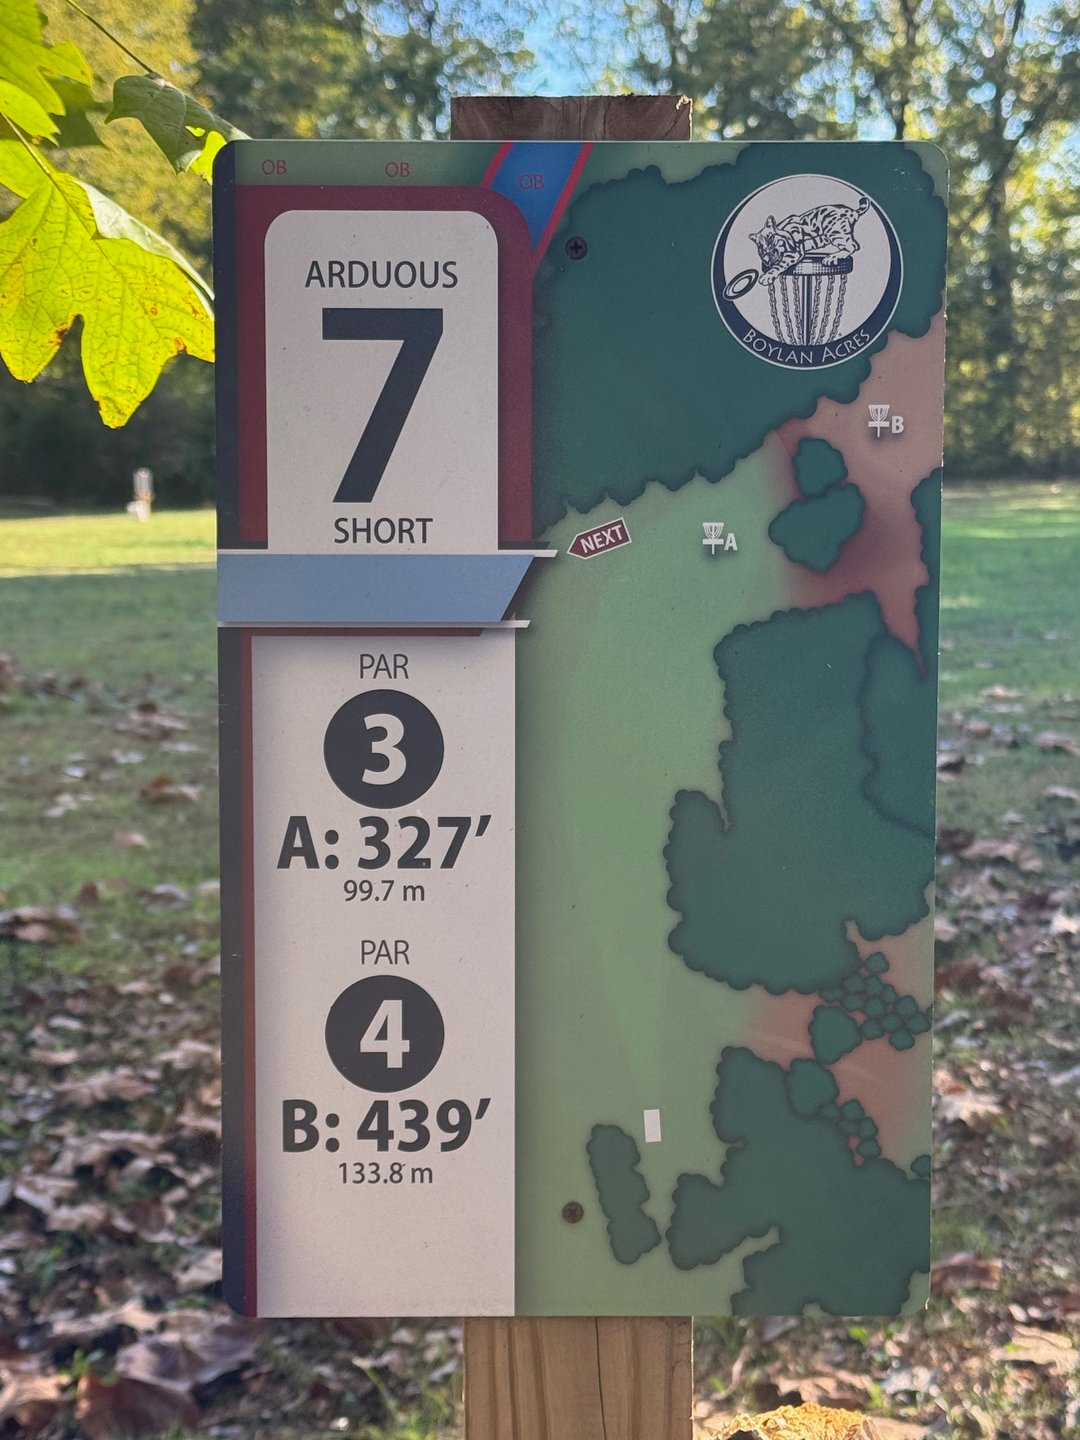 OB OB OB
ARDUOUS
7
SHORT
BOYLAN ACRES
B
NEXT
A
PAR
3
A: 327’
99.7 m
PAR
4
B: 439’
133.8 m